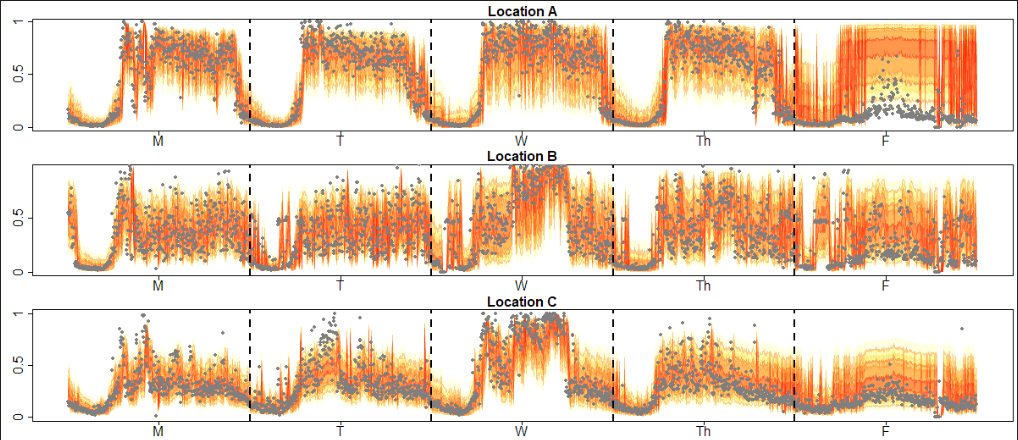 Location A
1
0.5
0
M T W Th F
Location B
0.5
0
M T W Th F
Location C
1
0.5
0
M T W Th F